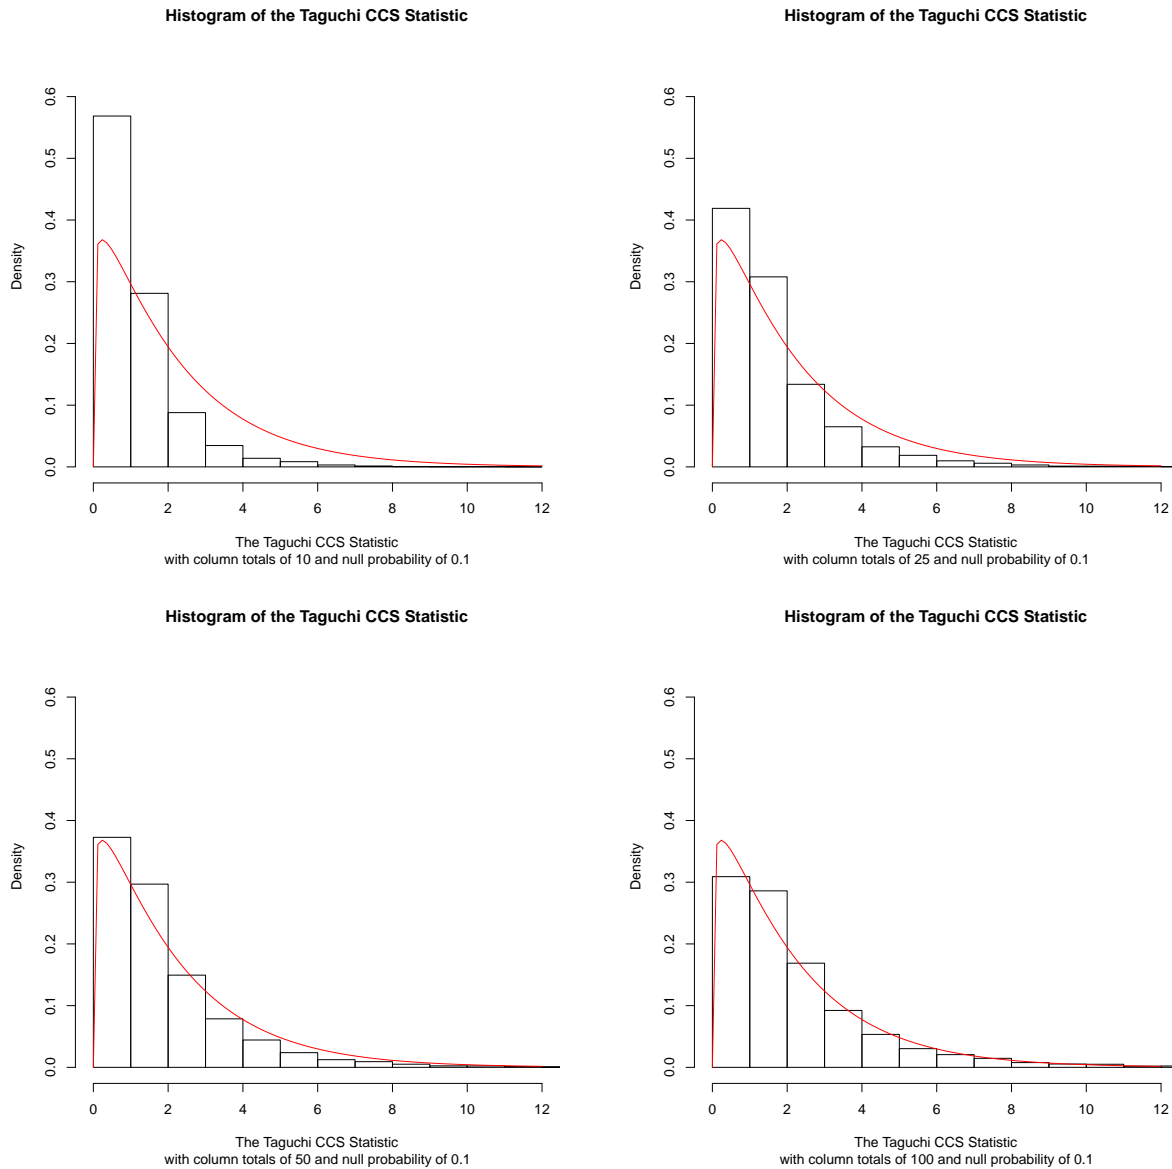 Histogram of the Taguchi CCS Statistic
Density
0.0 0.1 0.2 0.3 0.4 0.5 0.6
0 2 4 6 8 10 12
The Taguchi CCS Statistic
with column totals of 10 and null probability of 0.1
Histogram of the Taguchi CCS Statistic
Density
0.0 0.1 0.2 0.3 0.4 0.5 0.6
0 2 4 6 8 10 12
The Taguchi CCS Statistic
with column totals of 25 and null probability of 0.1
Histogram of the Taguchi CCS Statistic
Density
0.0 0.1 0.2 0.3 0.4 0.5 0.6
0 2 4 6 8 10 12
The Taguchi CCS Statistic
with column totals of 50 and null probability of 0.1
Histogram of the Taguchi CCS Statistic
Density
0.0 0.1 0.2 0.3 0.4 0.5 0.6
0 2 4 6 8 10 12
The Taguchi CCS Statistic
with column totals of 100 and null probability of 0.1